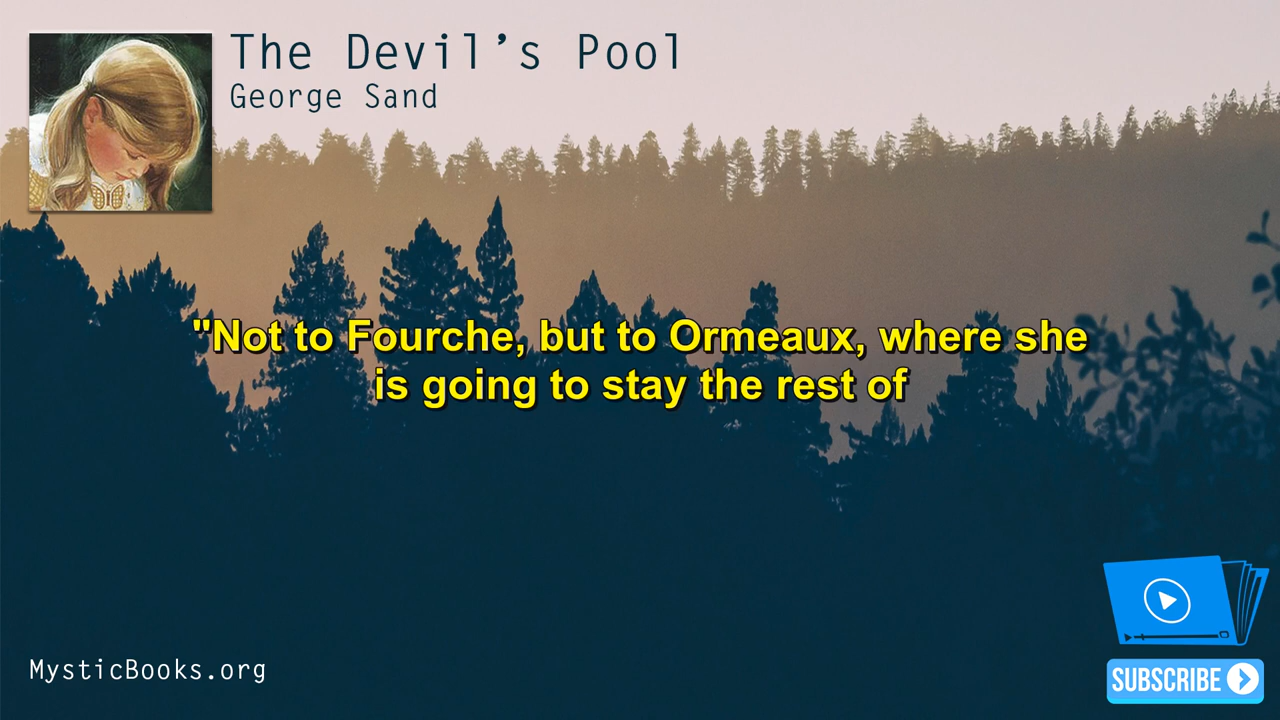 The Devil's Pool
George Sand
"Not to Fourche, but to Ormeaux, where she
is going to stay the rest of
MysticBooks.org
SUBSCRIBE